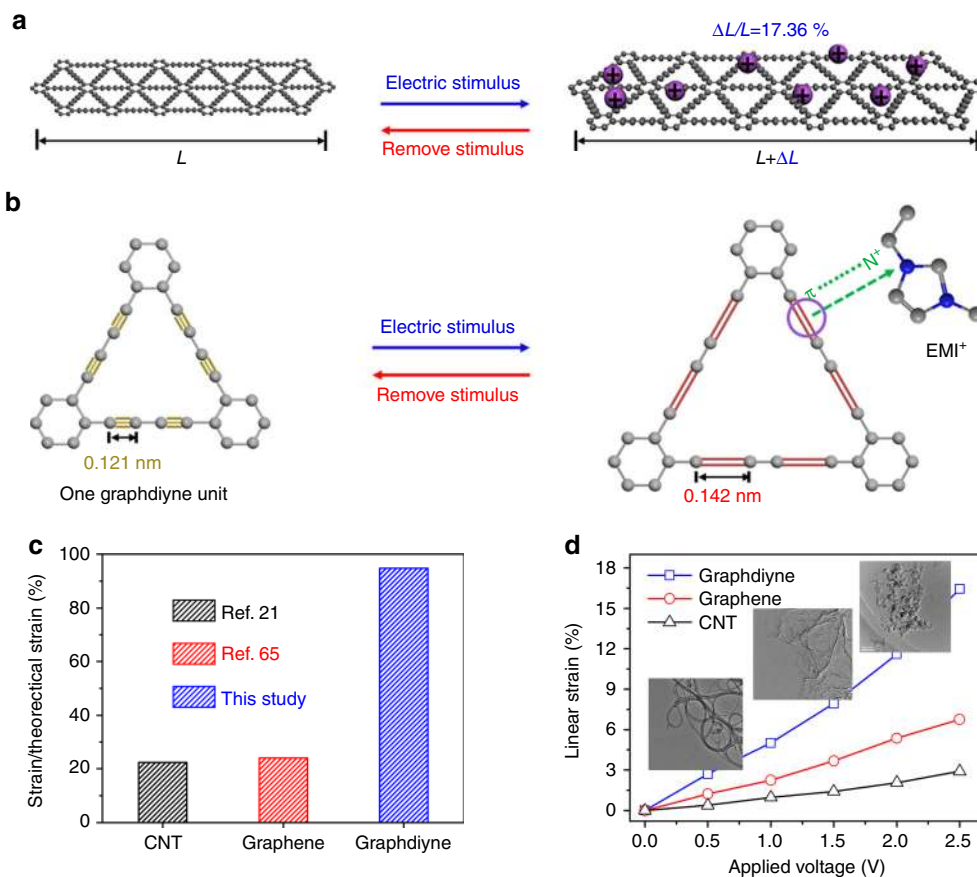 a
ΔL/L=17.36 %
Electric stimulus
Remove stimulus
L
L+ΔL
b
Electric stimulus
Remove stimulus
π N⁺
EMI⁺
0.121 nm
One graphdiyne unit
0.142 nm
c
Strain/theorectical strain (%)
100
80
60
40
20
0
Ref. 21
Ref. 65
This study
CNT
Graphene
Graphdiyne
d
Linear strain (%)
18
15
12
9
6
3
0
Graphdiyne
Graphene
CNT
0.0 0.5 1.0 1.5 2.0 2.5
Applied voltage (V)